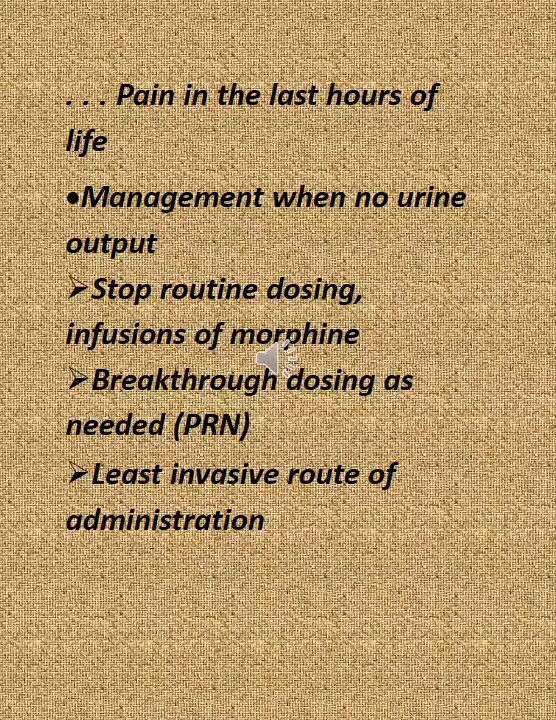 . . . Pain in the last hours of
life
•Management when no urine
output
➢Stop routine dosing,
infusions of morphine
➢Breakthrough dosing as
needed (PRN)
➢Least invasive route of
administration